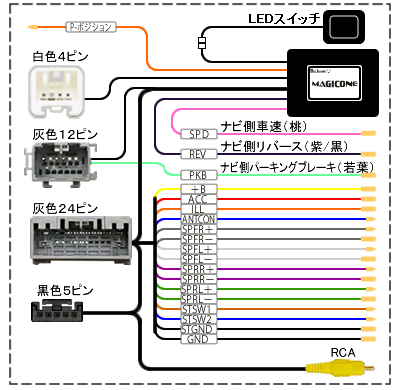 LEDスイッチ
P-ポジション
白色4ピン
MAGICONE
ナビ側車速(桃)
SPD
灰色12ピン
ナビ側リバース(紫/黒)
REV
ナビ側パーキングブレーキ(若葉)
PKB
+B
ACC
灰色24ピン
ILL
ANTCON
SPFR+
SPFR-
SPFL+
SPFL-
SPRR+
SPRR-
黒色5ピン
SPRL+
SPRL-
STSW1
STSW2
STGND
GND
RCA